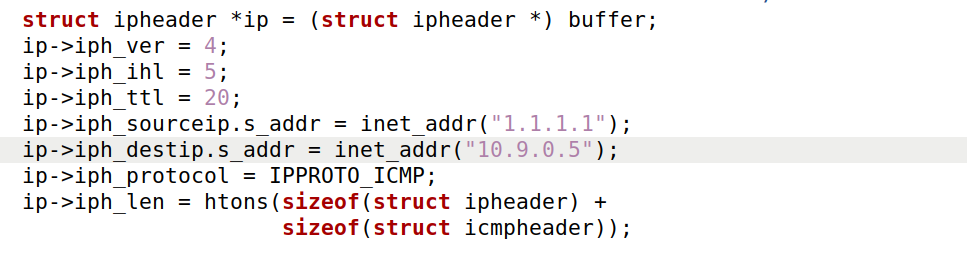 struct ipheader *ip = (struct ipheader *) buffer;
ip->iph_ver = 4;
ip->iph_ihl = 5;
ip->iph_ttl = 20;
ip->iph_sourceip.s_addr = inet_addr("1.1.1.1");
ip->iph_destip.s_addr = inet_addr("10.9.0.5");
ip->iph_protocol = IPPROTO_ICMP;
ip->iph_len = htons(sizeof(struct ipheader) +
sizeof(struct icmpheader));